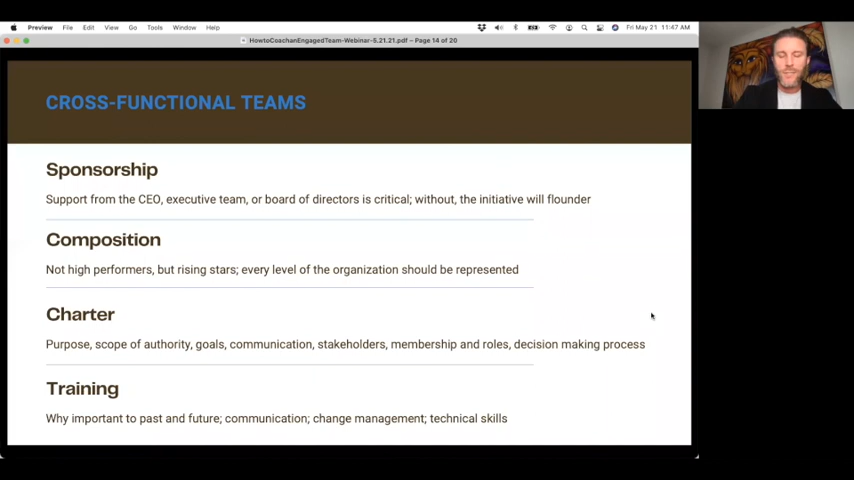 Preview File Edit View Go Tools Window Help
Fri May 21 11:47 AM
HowtoCoachanEngagedTeam-Webinar-5.21.21.pdf – Page 14 of 20
CROSS-FUNCTIONAL TEAMS
Sponsorship
Support from the CEO, executive team, or board of directors is critical; without, the initiative will flounder
Composition
Not high performers, but rising stars; every level of the organization should be represented
Charter
Purpose, scope of authority, goals, communication, stakeholders, membership and roles, decision making process
Training
Why important to past and future; communication; change management; technical skills